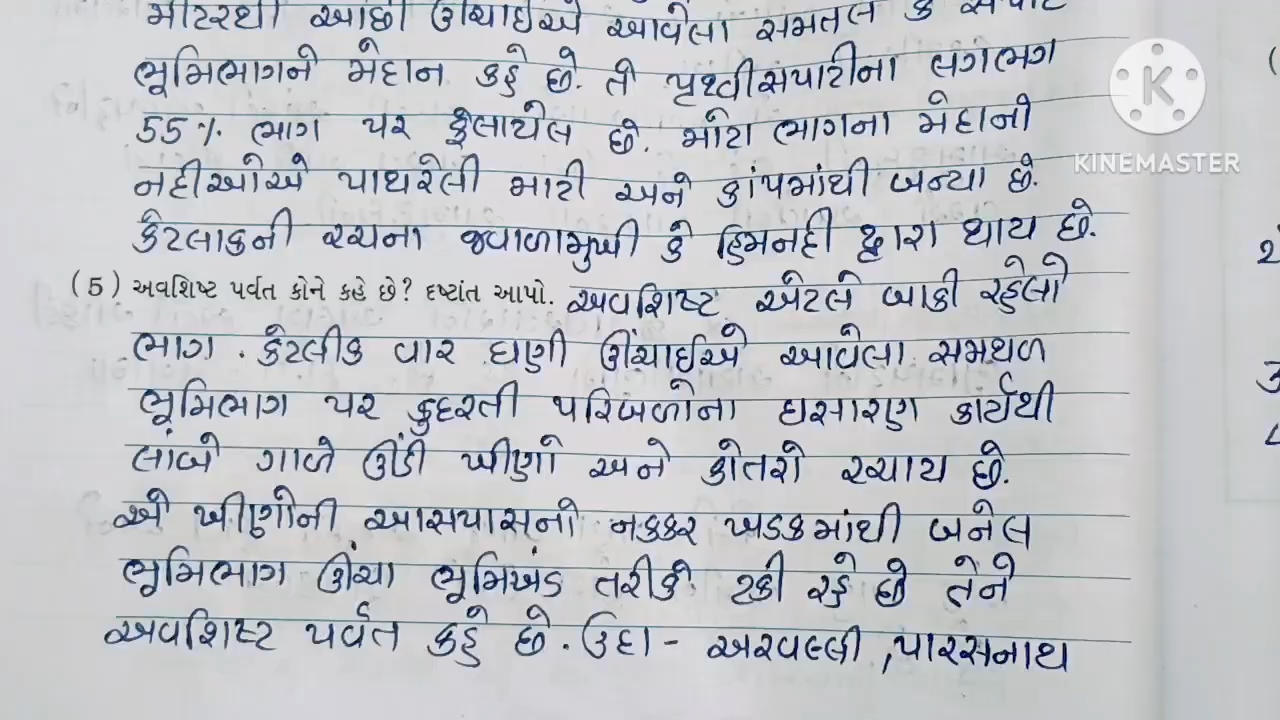 મીટરથી ઓછી ઊંચાઈએ આવેલા સમતલ કે સપાટ
ભૂમિભાગને મેદાન કહે છે. તે પૃથ્વીસપાટીના લગભગ
55% ભાગ પર ફેલાયેલ છે. મોટા ભાગના મેદાનો
નદીઓએ પાથરેલી માટી અને કાંપમાંથી બન્યા છે.
કેટલાકની રચના જ્વાળામુખી કે હિમનદી દ્વારા થાય છે.
(5) અવશિષ્ટ પર્વત કોને કહે છે? દૃષ્ટાંત આપો. અવશિષ્ટ એટલે બાકી રહેલો
ભાગ. કેટલીક વાર ઘણી ઊંચાઈએ આવેલા સમથળ
ભૂમિભાગ પર કુદરતી પરિબળોના ઘસારણ કાર્યથી
લાંબે ગાળે ઊંડી ખીણો અને કોતરો રચાય છે.
એ ખીણોની આસપાસનો નક્કર ખડકમાંથી બનેલ
ભૂમિભાગ ઊંચા ભૂમિખંડ તરીકે ટકી રહે છે તેને
અવશિષ્ટ પર્વત કહે છે. ઉદા - અરવલ્લી, પારસનાથ
KINEMASTER